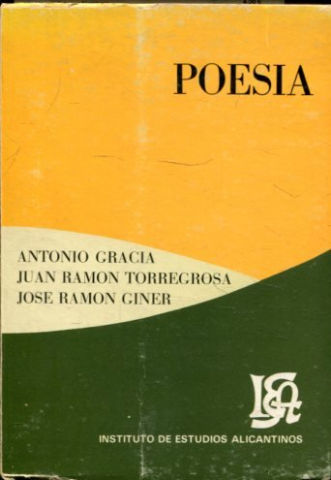 POESIA
ANTONIO GRACIA
JUAN RAMON TORREGROSA
JOSE RAMON GINER
INSTITUTO DE ESTUDIOS ALICANTINOS